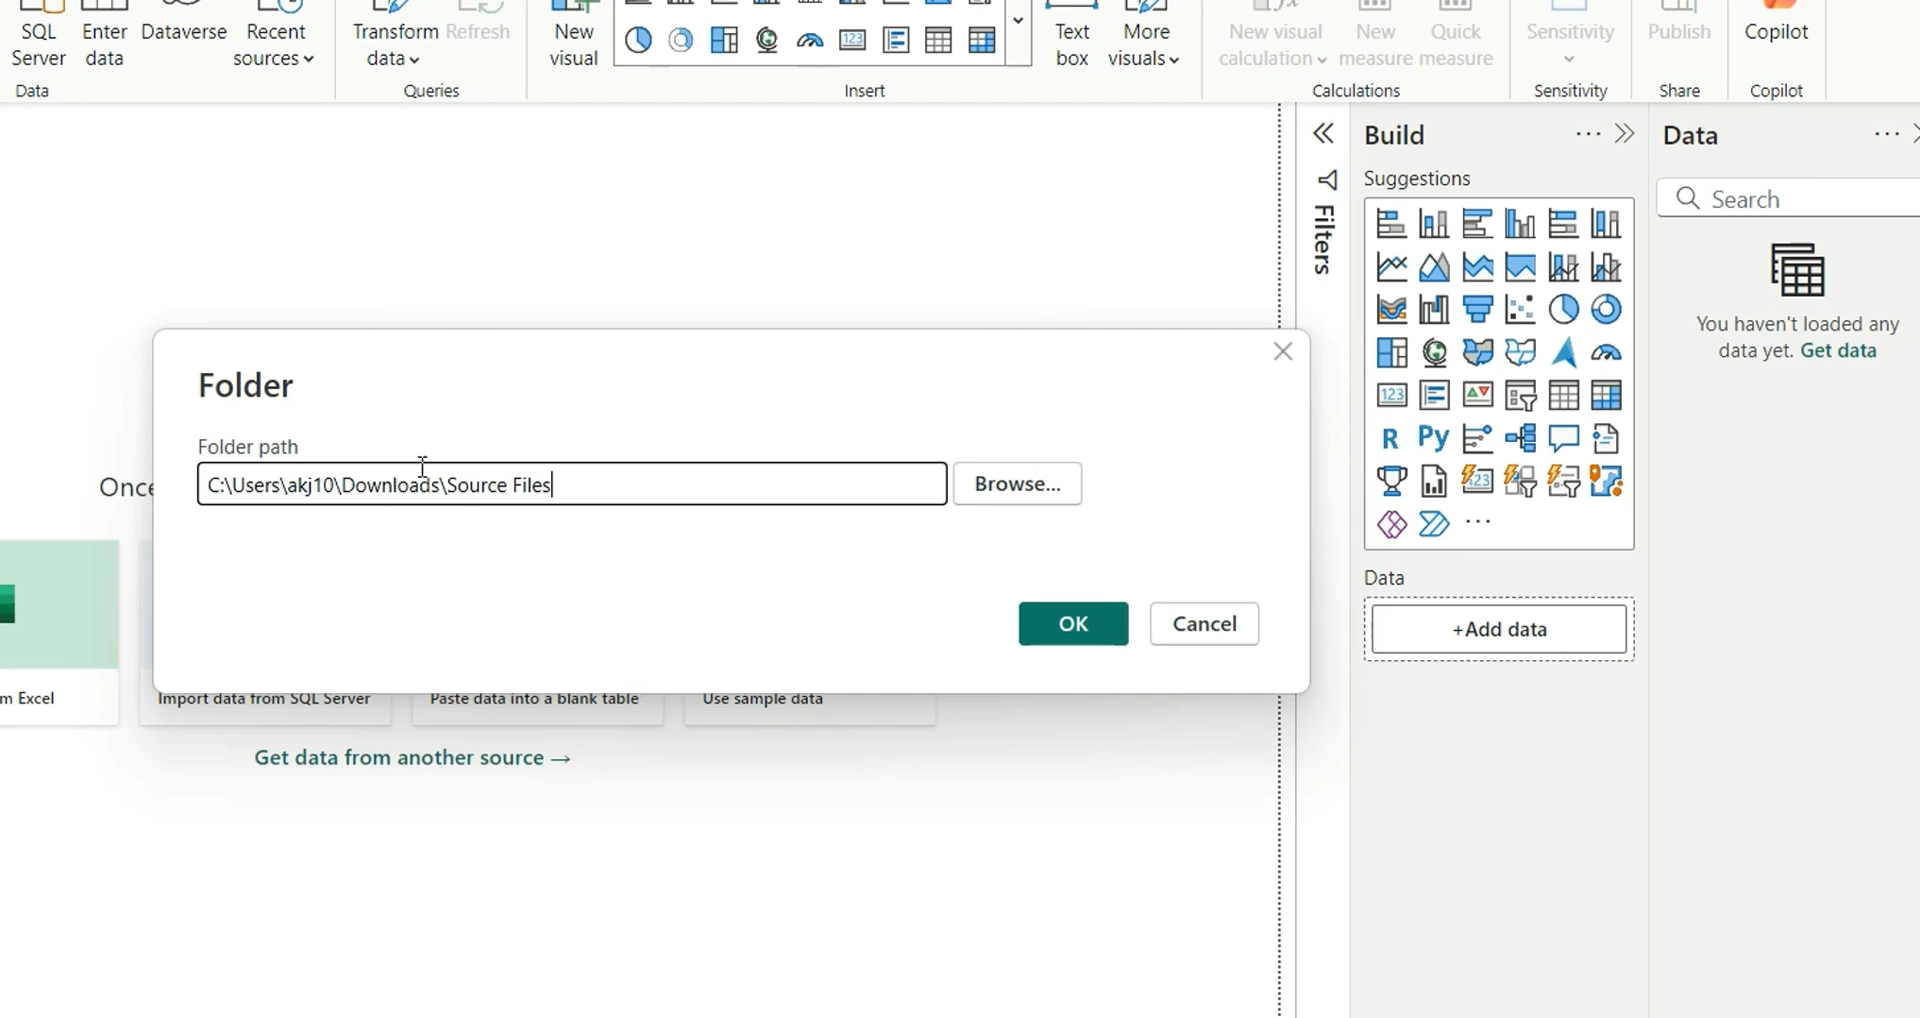 SQL Server
Enter data
Dataverse
Recent sources
Transform data
Refresh
New visual
Text box
More visuals
New visual calculation
New measure
Quick measure
Sensitivity
Publish
Copilot
Data
Queries
Insert
Calculations
Sensitivity
Share
Copilot
123
Build
Data
Suggestions
Search
Filters
You haven't loaded any
data yet. Get data
123
R
Py
123
Data
+Add data
Folder
Folder path
C:\Users\akj10\Downloads\Source Files
Browse...
OK
Cancel
Once
m Excel
Import data from SQL Server
Paste data into a blank table
Use sample data
Get data from another source →